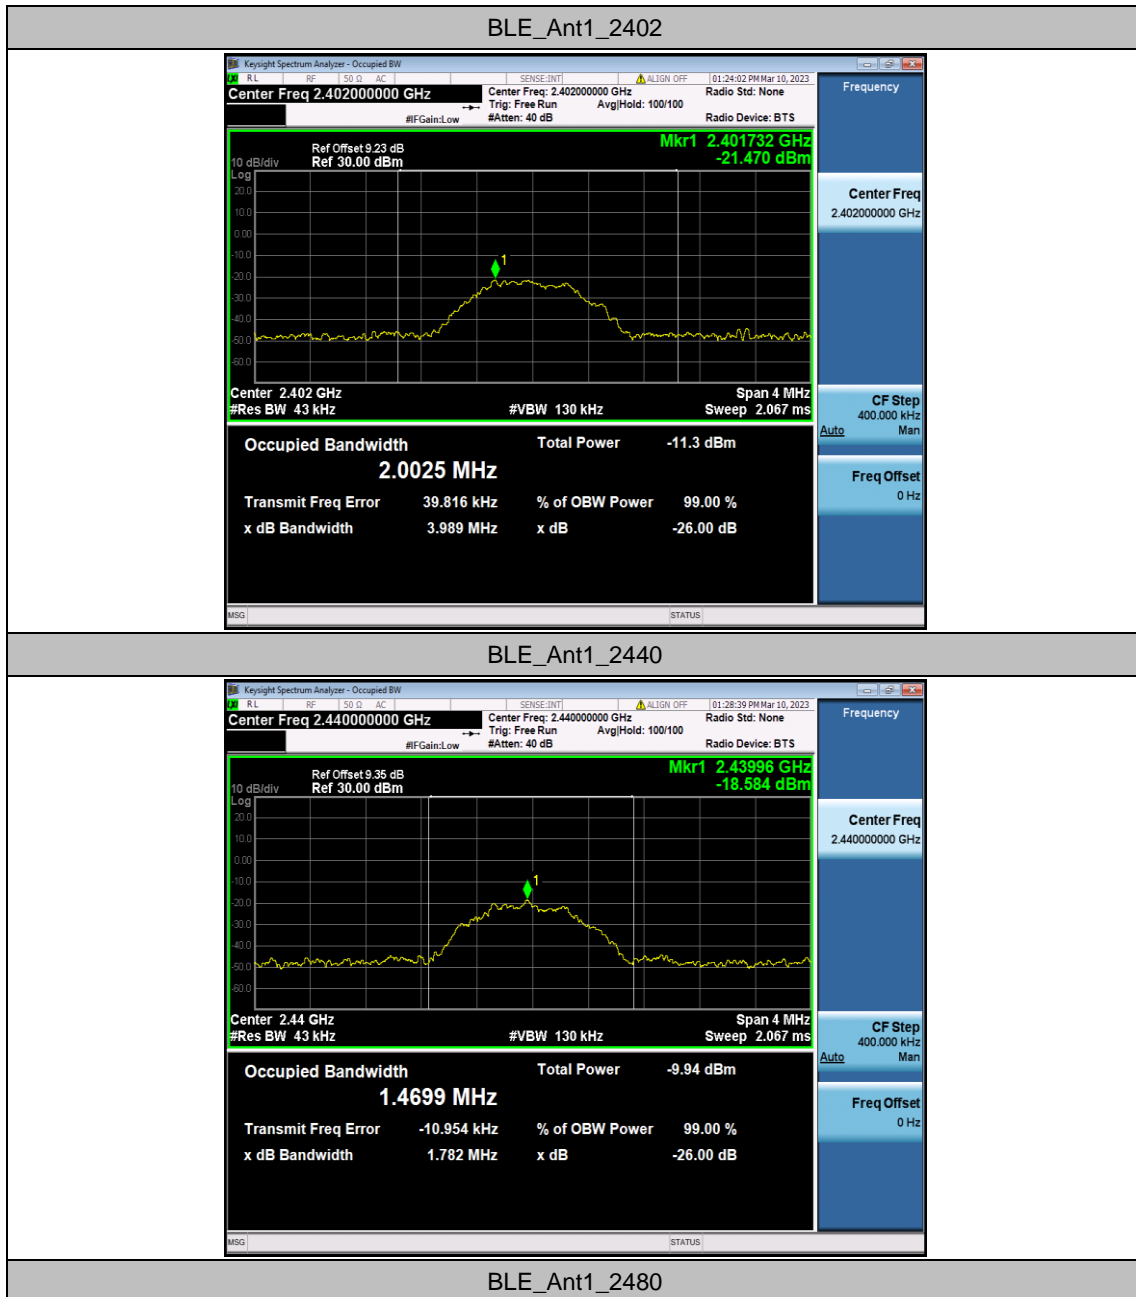 BLE_Ant1_2402
Keysight Spectrum Analyzer - Occupied BW
LXI RL RF 50 Ω AC SENSE:INT ALIGN OFF 01:24:02 PM Mar 10, 2023
Center Freq 2.402000000 GHz Center Freq: 2.402000000 GHz Radio Std: None Frequency
Trig: Free Run Avg|Hold: 100/100
#IFGain:Low #Atten: 40 dB Radio Device: BTS
Mkr1 2.401732 GHz
Ref Offset 9.23 dB
10 dB/div Ref 30.00 dBm -21.470 dBm
Log
20.0
Center Freq
2.402000000 GHz
10.0
0.00
-10.0
1
-20.0
-30.0
-40.0
-50.0
-60.0
Center 2.402 GHz Span 4 MHz
#Res BW 43 kHz #VBW 130 kHz Sweep 2.067 ms
CF Step
400.000 kHz
Auto Man
Occupied Bandwidth Total Power -11.3 dBm
2.0025 MHz
Freq Offset
0 Hz
Transmit Freq Error 39.816 kHz % of OBW Power 99.00 %
x dB Bandwidth 3.989 MHz x dB -26.00 dB
MSG STATUS
BLE_Ant1_2440
Keysight Spectrum Analyzer - Occupied BW
LXI RL RF 50 Ω AC SENSE:INT ALIGN OFF 01:28:39 PM Mar 10, 2023
Center Freq 2.440000000 GHz Center Freq: 2.440000000 GHz Radio Std: None Frequency
Trig: Free Run Avg|Hold: 100/100
#IFGain:Low #Atten: 40 dB Radio Device: BTS
Mkr1 2.43996 GHz
Ref Offset 9.35 dB
10 dB/div Ref 30.00 dBm -18.584 dBm
Log
20.0
Center Freq
2.440000000 GHz
10.0
0.00
-10.0
1
-20.0
-30.0
-40.0
-50.0
-60.0
Center 2.44 GHz Span 4 MHz
#Res BW 43 kHz #VBW 130 kHz Sweep 2.067 ms
CF Step
400.000 kHz
Auto Man
Occupied Bandwidth Total Power -9.94 dBm
1.4699 MHz
Freq Offset
0 Hz
Transmit Freq Error -10.954 kHz % of OBW Power 99.00 %
x dB Bandwidth 1.782 MHz x dB -26.00 dB
MSG STATUS
BLE_Ant1_2480